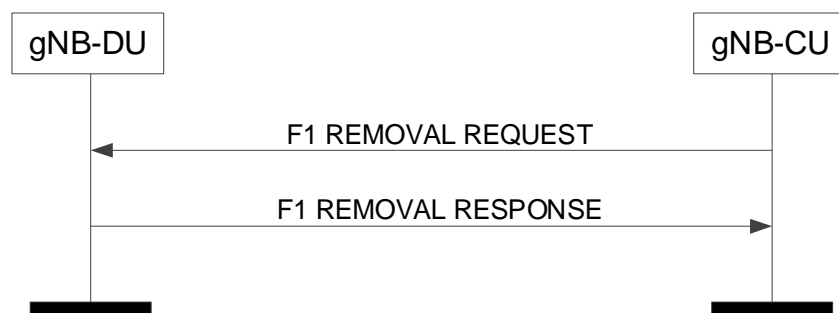 gNB-DU
gNB-CU
F1 REMOVAL REQUEST
F1 REMOVAL RESPONSE